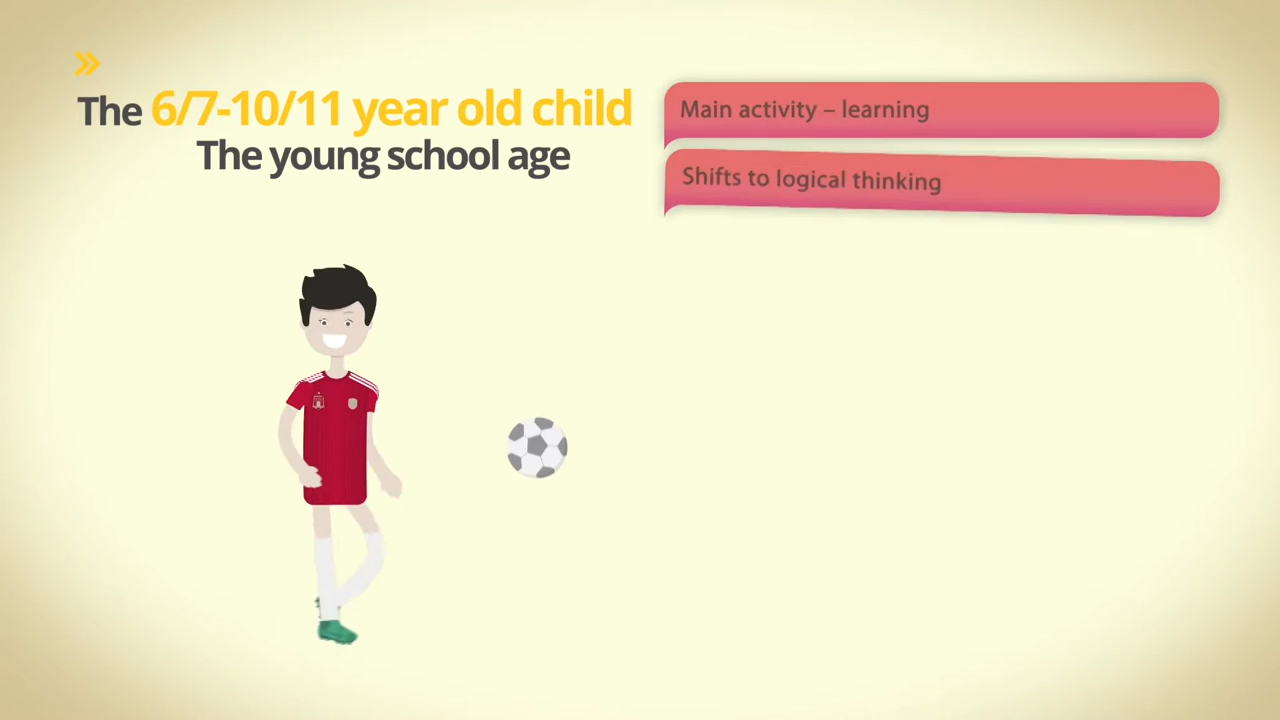 The 6/7-10/11 year old child
The young school age
Main activity – learning
Shifts to logical thinking